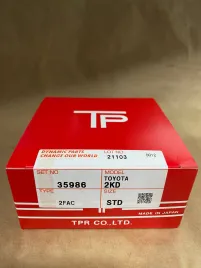 TP
DYNAMIC PARTS
CHANGE OUR WORLD
LOT NO
21103
SET NO
35986
MODEL
TOYOTA
2KD
TYPE
2FAC
SIZE
STD
MADE IN JAPAN
TPR CO.,LTD.